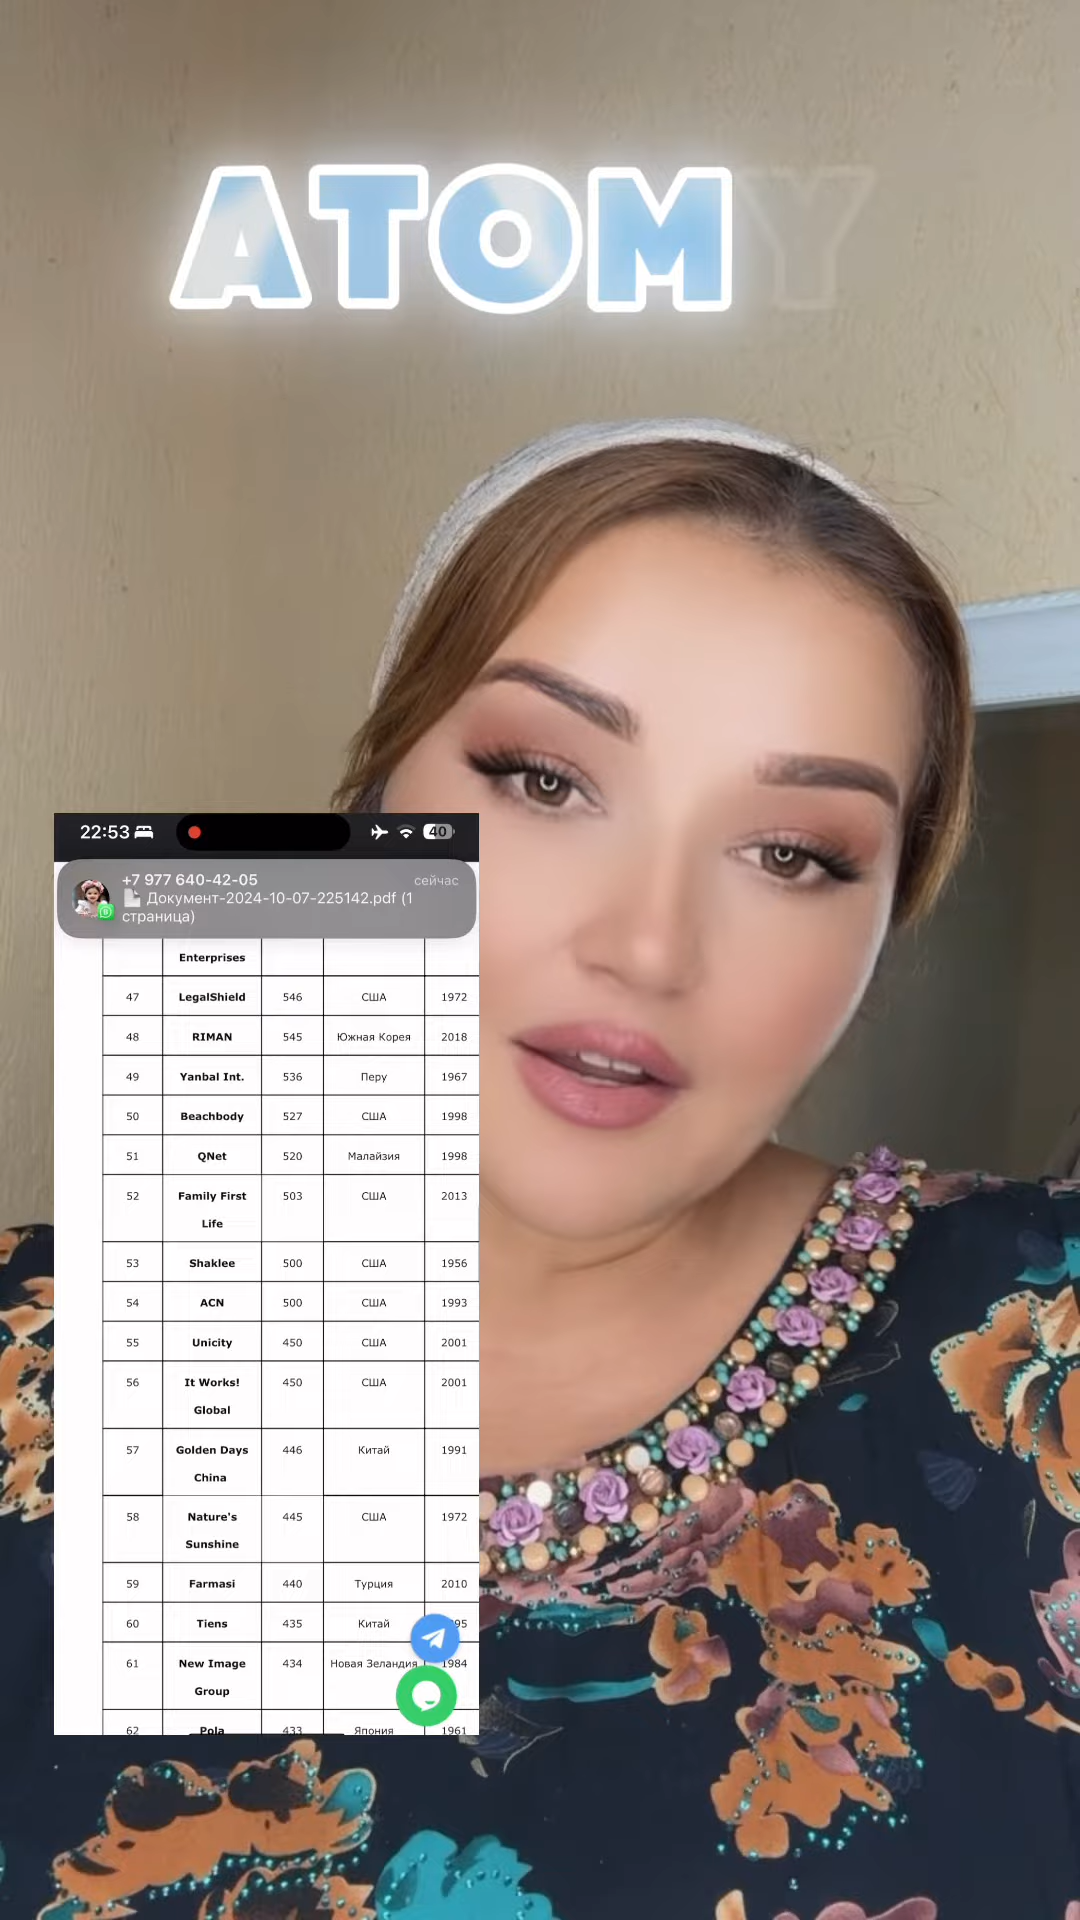 ATOMY
22:53
40
+7 977 640-42-05 сейчас
Документ-2024-10-07-225142.pdf (1
страница)
Enterprises
47 LegalShield 546 США 1972
48 RIMAN 545 Южная Корея 2018
49 Yanbal Int. 536 Перу 1967
50 Beachbody 527 США 1998
51 QNet 520 Малайзия 1998
52 Family First 503 США 2013
Life
53 Shaklee 500 США 1956
54 ACN 500 США 1993
55 Unicity 450 США 2001
56 It Works! 450 США 2001
Global
57 Golden Days 446 Китай 1991
China
58 Nature's 445 США 1972
Sunshine
59 Farmasi 440 Турция 2010
60 Tiens 435 Китай
61 New Image 434 Новая Зеландия 1984
Group
62 Pola 433 Япония 1961